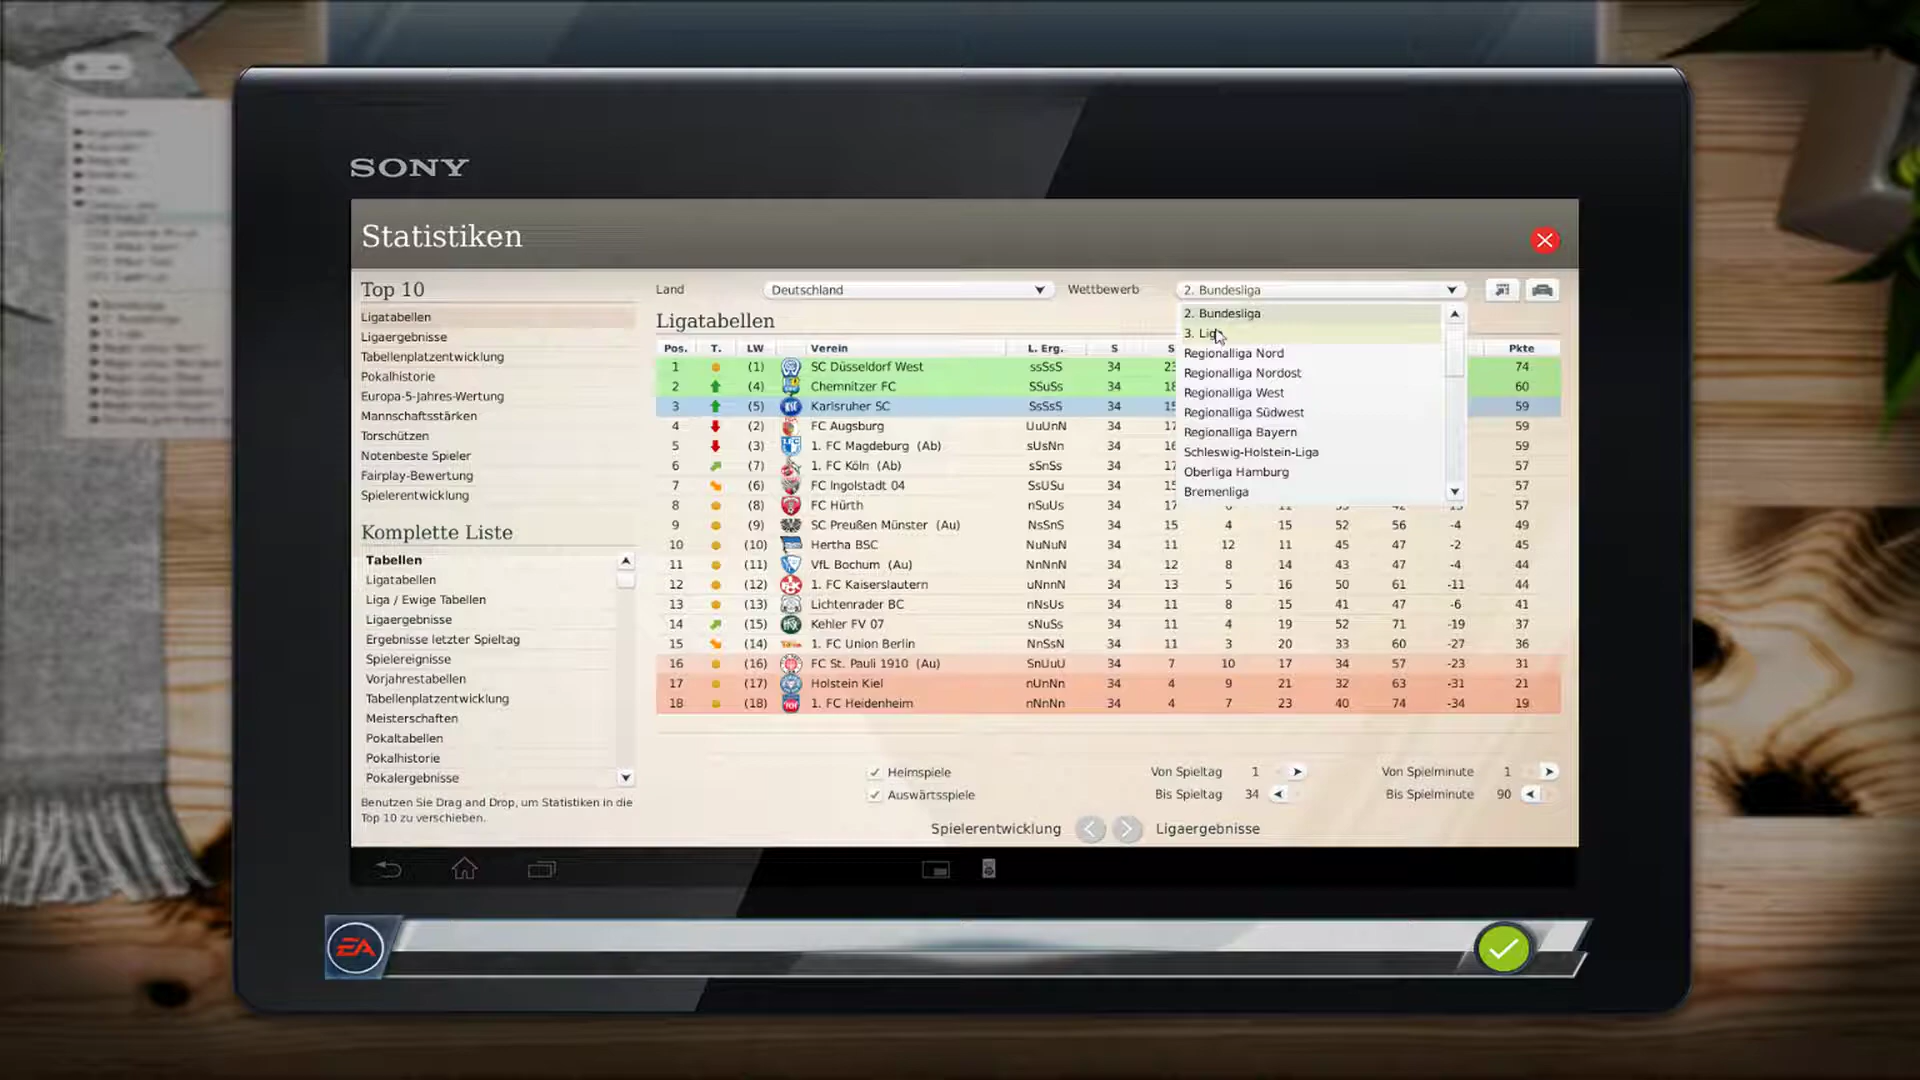 SONY
Statistiken
Top 10
Ligatabellen
Ligaergebnisse
Tabellenplatzentwicklung
Pokalhistorie
Europa-5-Jahres-Wertung
Mannschaftsstärken
Torschützen
Notenbeste Spieler
Fairplay-Bewertung
Spielerentwicklung
Komplette Liste
Tabellen
Ligatabellen
Liga / Ewige Tabellen
Ligaergebnisse
Ergebnisse letzter Spieltag
Spielereignisse
Vorjahrestabellen
Tabellenplatzentwicklung
Meisterschaften
Pokaltabellen
Pokalhistorie
Pokalergebnisse
Benutzen Sie Drag and Drop, um Statistiken in die
Top 10 zu verschieben.
Land Deutschland Wettbewerb 2. Bundesliga
2. Bundesliga
3. Liga
Regionalliga Nord
Regionalliga Nordost
Regionalliga West
Regionalliga Südwest
Regionalliga Bayern
Schleswig-Holstein-Liga
Oberliga Hamburg
Bremenliga
Ligatabellen
Pos. T. LW Verein L. Erg. S S Pkte
1 (1) SC Düsseldorf West ssSsS 34 23 74
2 (4) Chemnitzer FC SSuSs 34 18 60
3 (5) Karlsruher SC SsSsS 34 15 59
4 (2) FC Augsburg UuUnN 34 17 59
5 (3) 1. FC Magdeburg (Ab) sUsNn 34 16 59
6 (7) 1. FC Köln (Ab) sSnSs 34 17 57
7 (6) FC Ingolstadt 04 SsUSu 34 15 57
8 (8) FC Hürth nSuUs 34 17 57
9 (9) SC Preußen Münster (Au) NsSnS 34 15 4 15 52 56 -4 49
10 (10) Hertha BSC NuNuN 34 11 12 11 45 47 -2 45
11 (11) VfL Bochum (Au) NnNnN 34 12 8 14 43 47 -4 44
12 (12) 1. FC Kaiserslautern uNnnN 34 13 5 16 50 61 -11 44
13 (13) Lichtenrader BC nNsUs 34 11 8 15 41 47 -6 41
14 (15) Kehler FV 07 sNuSs 34 11 4 19 52 71 -19 37
15 (14) 1. FC Union Berlin NnSsN 34 11 3 20 33 60 -27 36
16 (16) FC St. Pauli 1910 (Au) SnUuU 34 7 10 17 34 57 -23 31
17 (17) Holstein Kiel nUnNn 34 4 9 21 32 63 -31 21
18 (18) 1. FC Heidenheim nNnNn 34 4 7 23 40 74 -34 19
Heimspiele Von Spieltag 1 Von Spielminute 1
Auswärtsspiele Bis Spieltag 34 Bis Spielminute 90
Spielerentwicklung Ligaergebnisse
EA